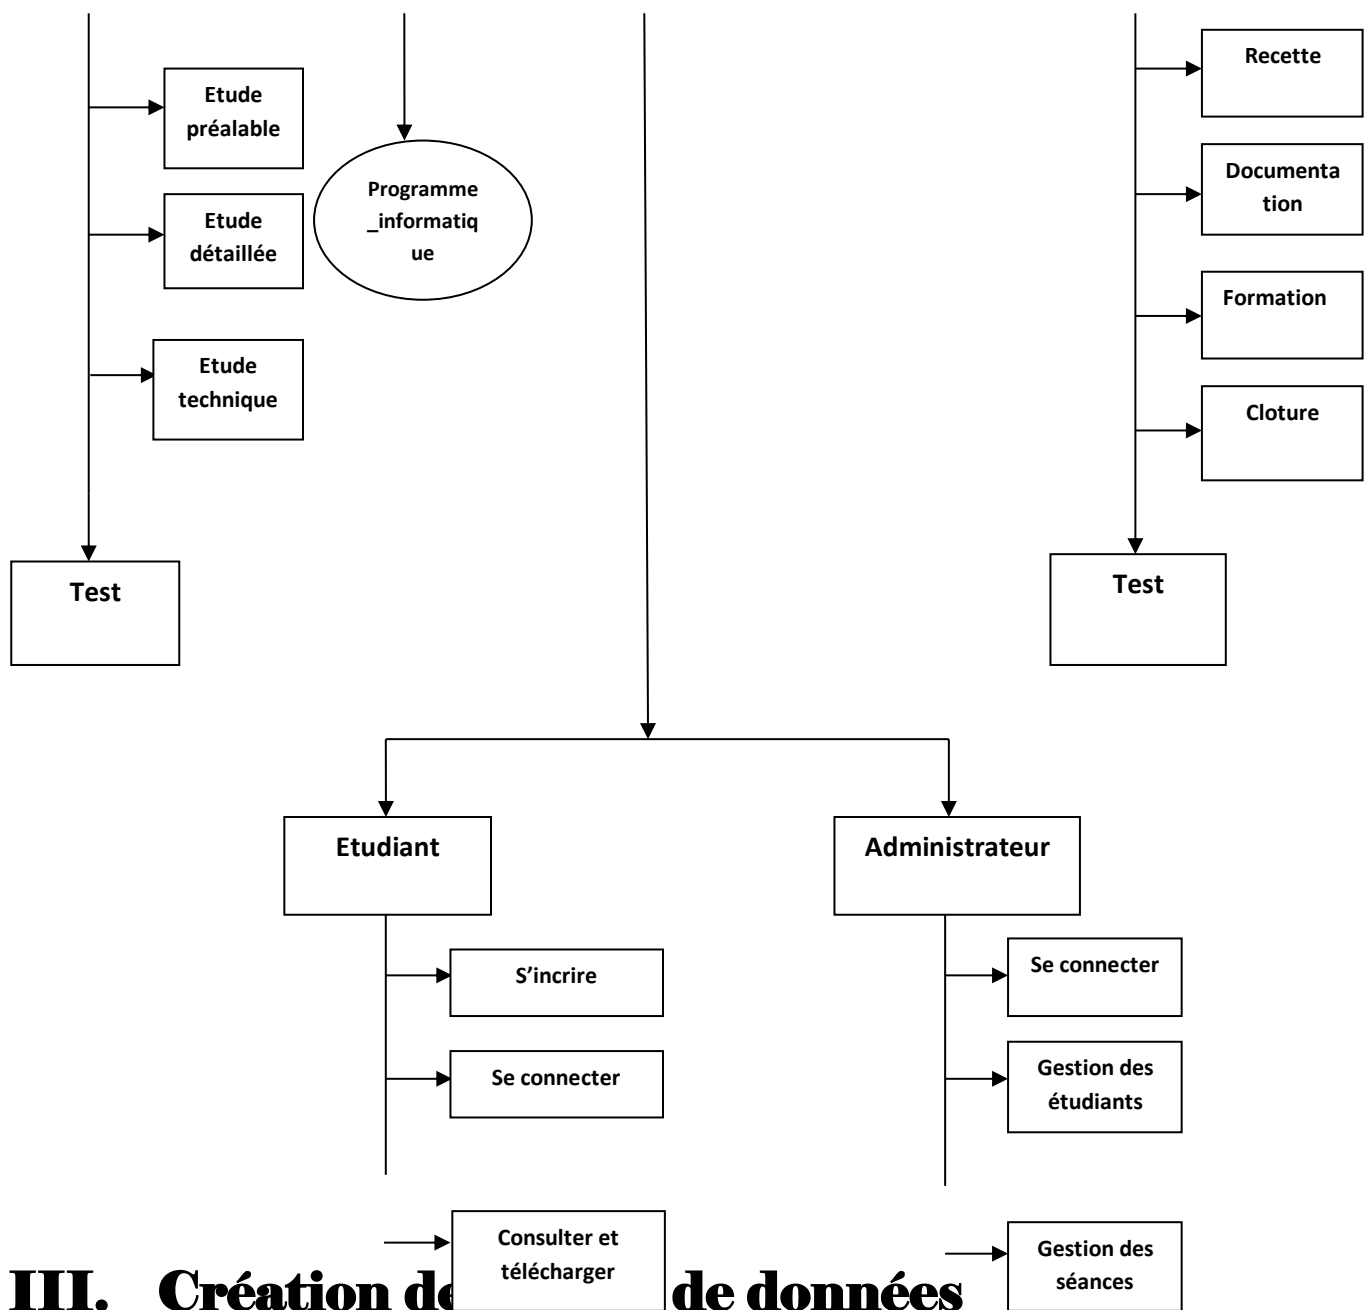 Etude
préalable
Etude
détaillée
Etude
technique
Test
Programme
_informatiq
ue
Recette
Documenta
tion
Formation
Cloture
Test
Etudiant
S’incrire
Se connecter
Consulter et
télécharger
Administrateur
Se connecter
Gestion des
étudiants
Gestion des
séances
III. Création de de données